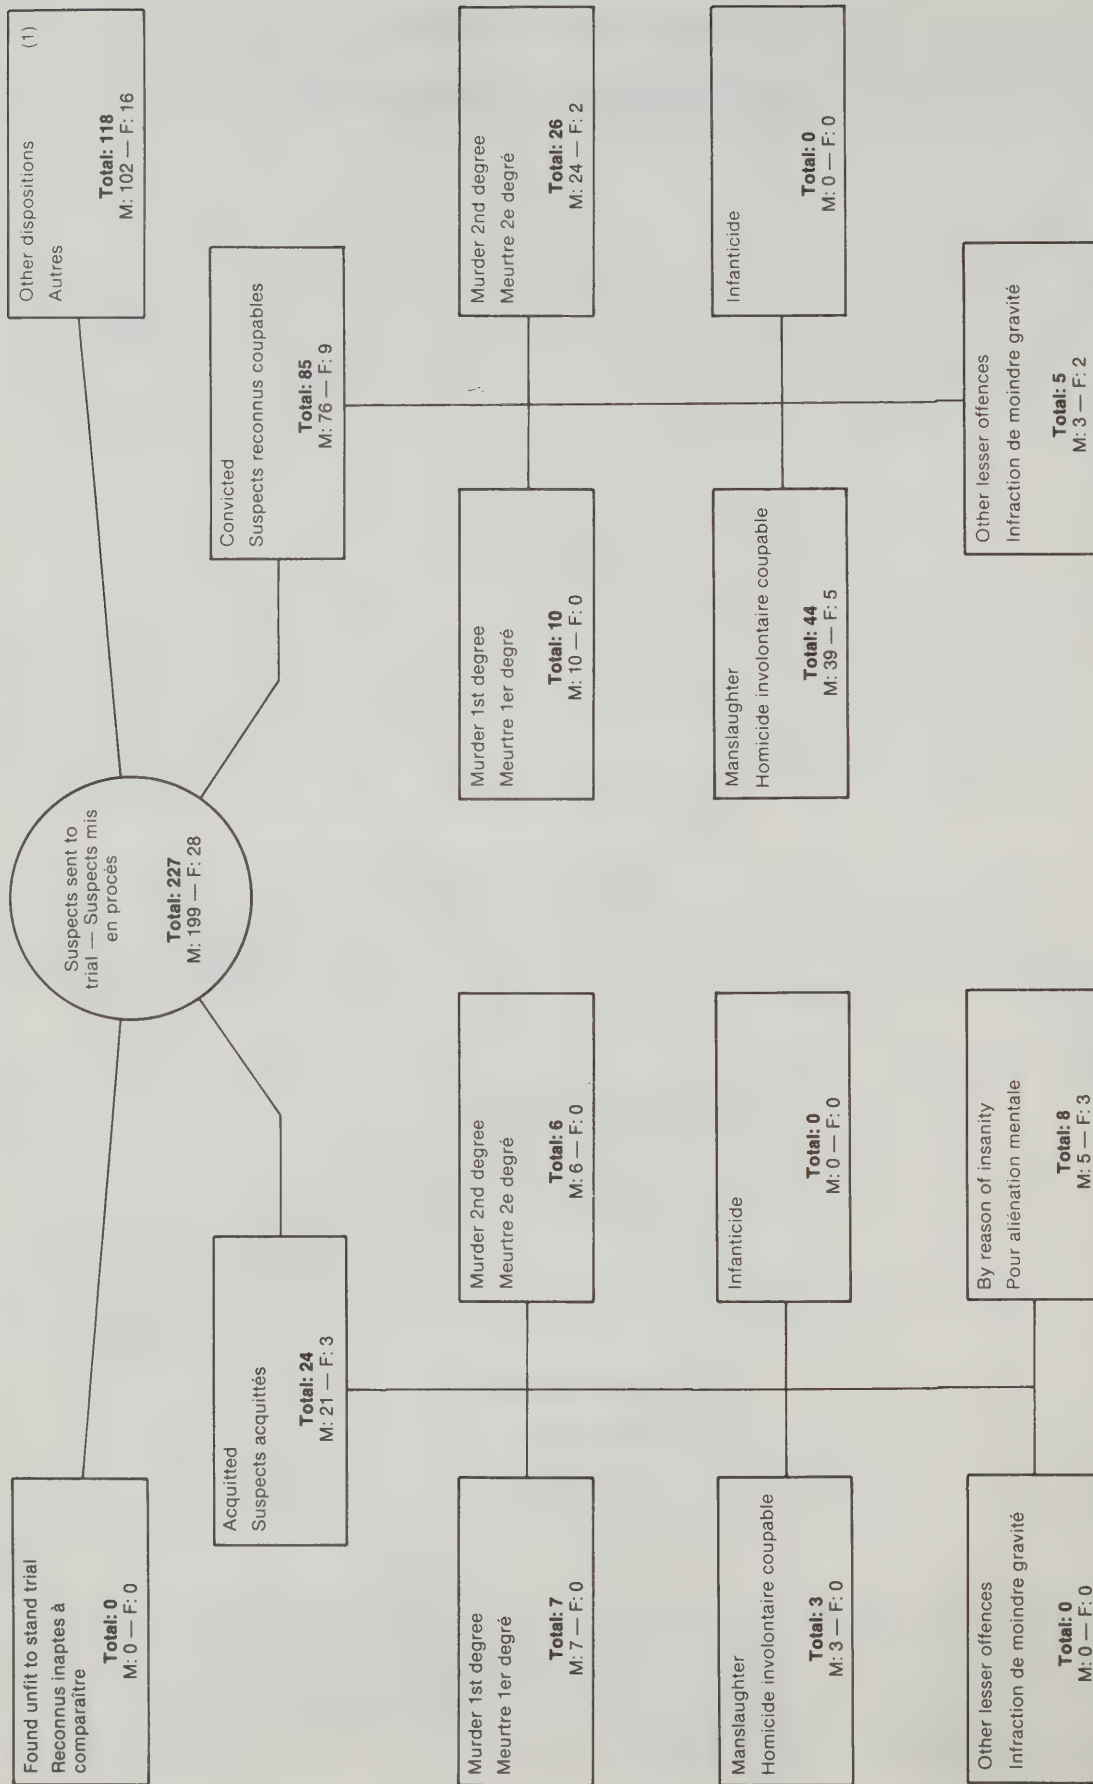 Suspects sent to
trial — Suspects mis
en procès
Total: 227
M: 199 — F: 28
Found unfit to stand trial
Reconnus inaptes à
comparaître
Total: 0
M: 0 — F: 0
Other dispositions (1)
Autres
Total: 118
M: 102 — F: 16
Acquitted
Suspects acquittés
Total: 24
M: 21 — F: 3
Convicted
Suspects reconnus coupables
Total: 85
M: 76 — F: 9
Murder 1st degree
Meurtre 1er degré
Total: 7
M: 7 — F: 0
Murder 2nd degree
Meurtre 2e degré
Total: 6
M: 6 — F: 0
Murder 1st degree
Meurtre 1er degré
Total: 10
M: 10 — F: 0
Murder 2nd degree
Meurtre 2e degré
Total: 26
M: 24 — F: 2
Manslaughter
Homicide involontaire coupable
Total: 3
M: 3 — F: 0
Infanticide
Total: 0
M: 0 — F: 0
Manslaughter
Homicide involontaire coupable
Total: 44
M: 39 — F: 5
Infanticide
Total: 0
M: 0 — F: 0
Other lesser offences
Infraction de moindre gravité
Total: 0
M: 0 — F: 0
By reason of insanity
Pour aliénation mentale
Total: 8
M: 5 — F: 3
Other lesser offences
Infraction de moindre gravité
Total: 5
M: 3 — F: 2